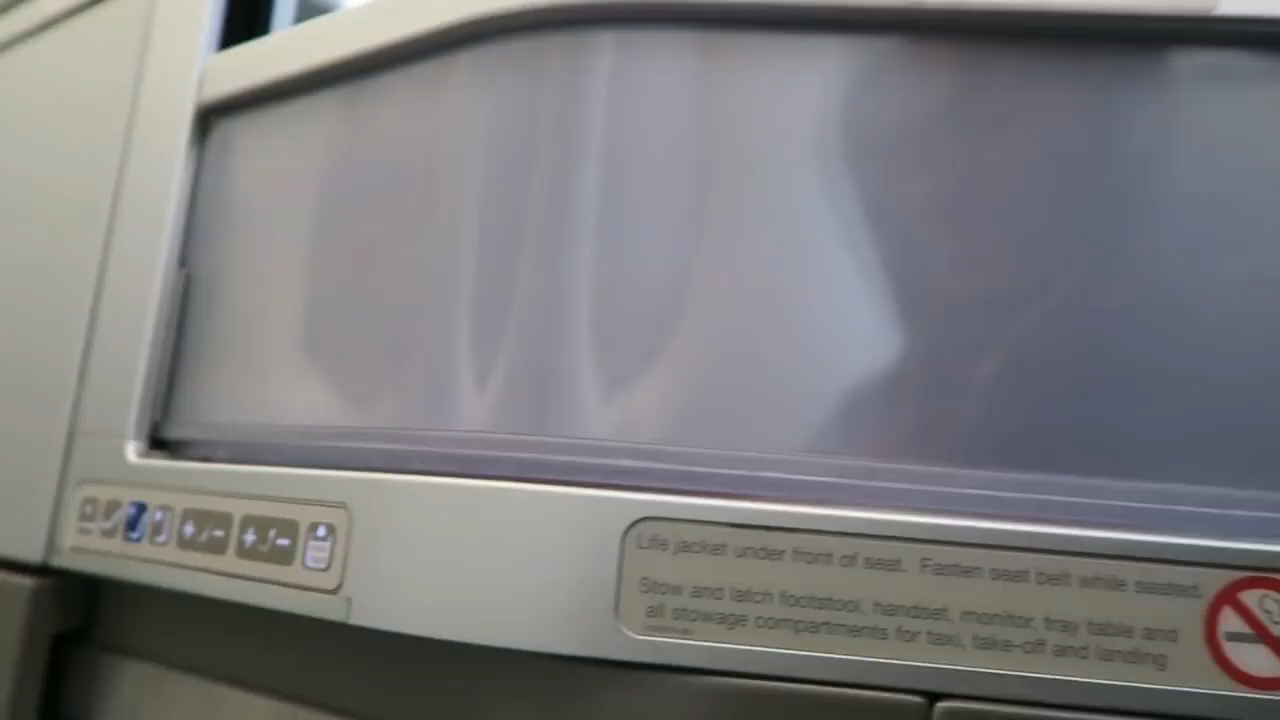 Life jacket under front of seat. Fasten seat belt while seated.
Stow and latch footstool, handset, monitor, tray table and
all stowage compartments for taxi, take-off and landing